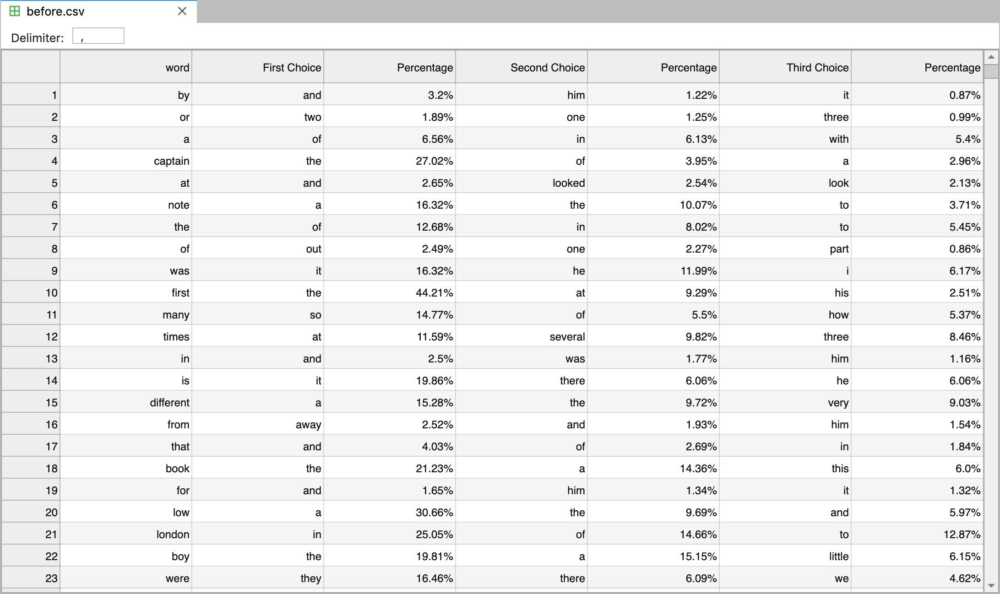 before.csv
Delimiter: ,
word First Choice Percentage Second Choice Percentage Third Choice Percentage
1 by and 3.2% him 1.22% it 0.87%
2 or two 1.89% one 1.25% three 0.99%
3 a of 6.56% in 6.13% with 5.4%
4 captain the 27.02% of 3.95% a 2.96%
5 at and 2.65% looked 2.54% look 2.13%
6 note a 16.32% the 10.07% to 3.71%
7 the of 12.68% in 8.02% to 5.45%
8 of out 2.49% one 2.27% part 0.86%
9 was it 16.32% he 11.99% i 6.17%
10 first the 44.21% at 9.29% his 2.51%
11 many so 14.77% of 5.5% how 5.37%
12 times at 11.59% several 9.82% three 8.46%
13 in and 2.5% was 1.77% him 1.16%
14 is it 19.86% there 6.06% he 6.06%
15 different a 15.28% the 9.72% very 9.03%
16 from away 2.52% and 1.93% him 1.54%
17 that and 4.03% of 2.69% in 1.84%
18 book the 21.23% a 14.36% this 6.0%
19 for and 1.65% him 1.34% it 1.32%
20 low a 30.66% the 9.69% and 5.97%
21 london in 25.05% of 14.66% to 12.87%
22 boy the 19.81% a 15.15% little 6.15%
23 were they 16.46% there 6.09% we 4.62%